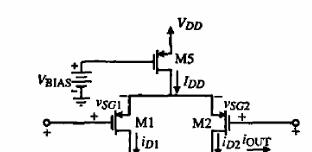 VDD
M5
VBIAS
IDD
vSG1
vSG2
M1
M2
iD1
iD2 iOUT